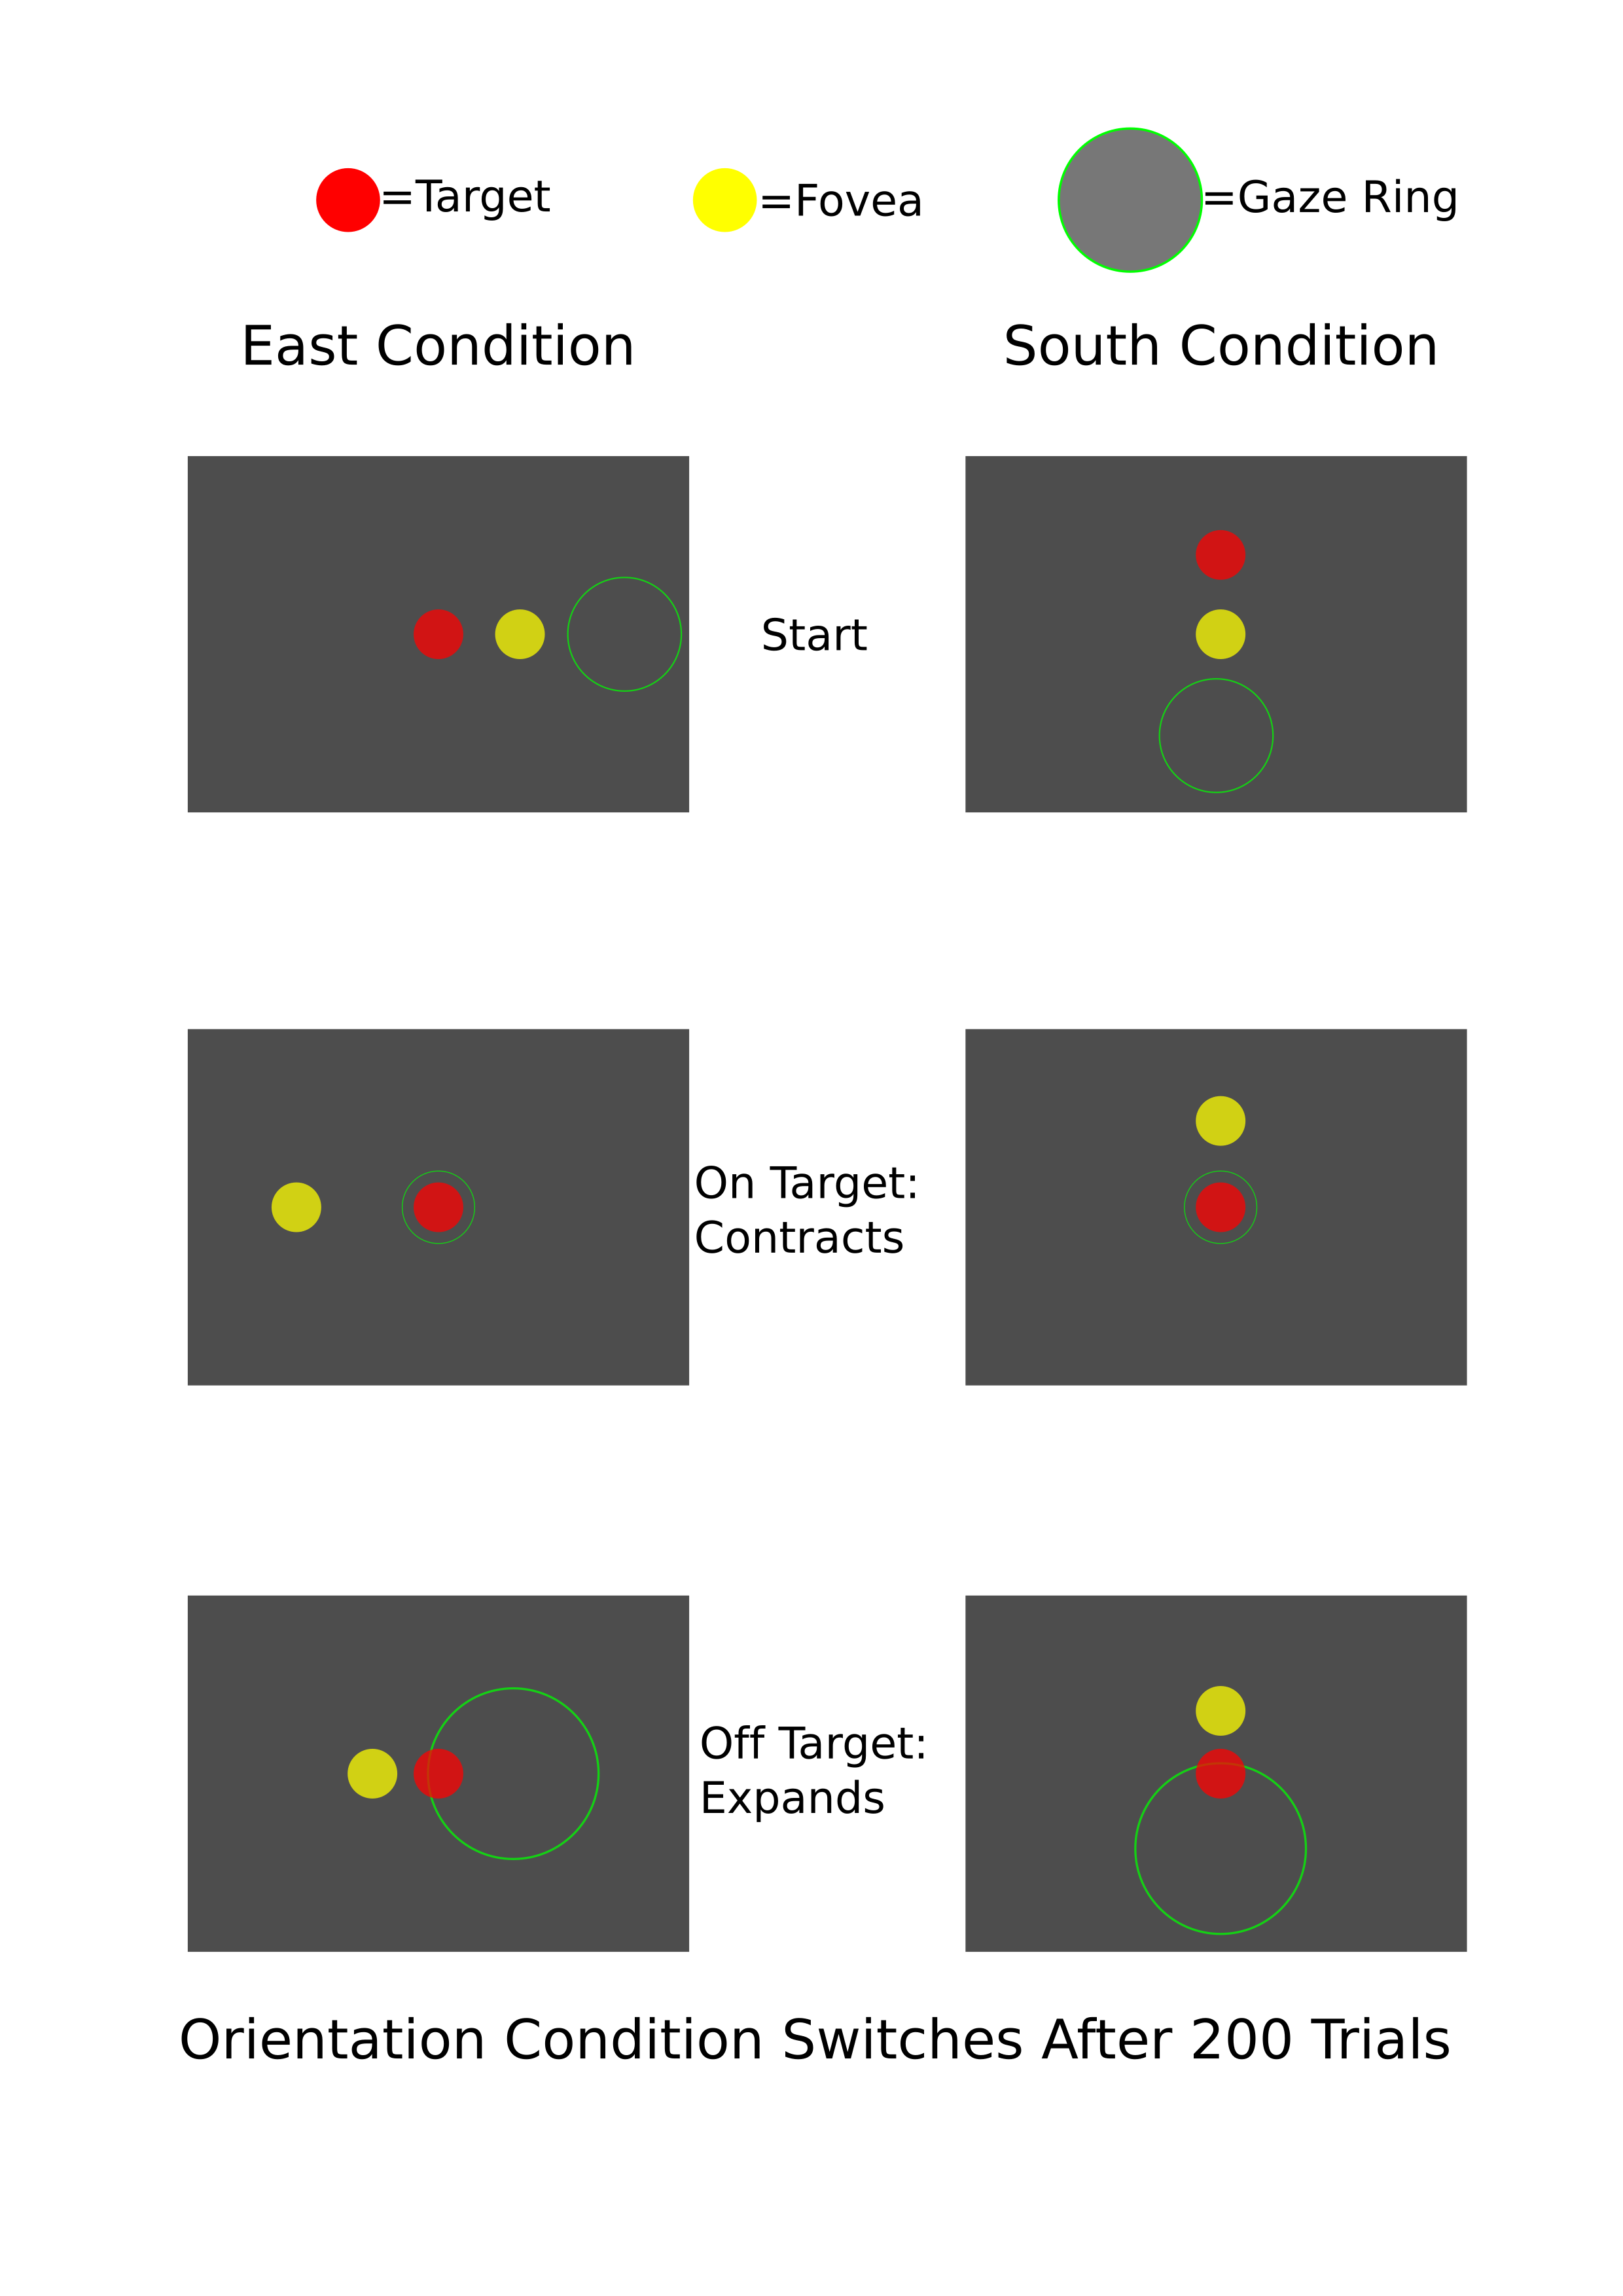 =Target
=Fovea
=Gaze Ring
East Condition
South Condition
Start
On Target:
Contracts
Off Target:
Expands
Orientation Condition Switches After 200 Trials